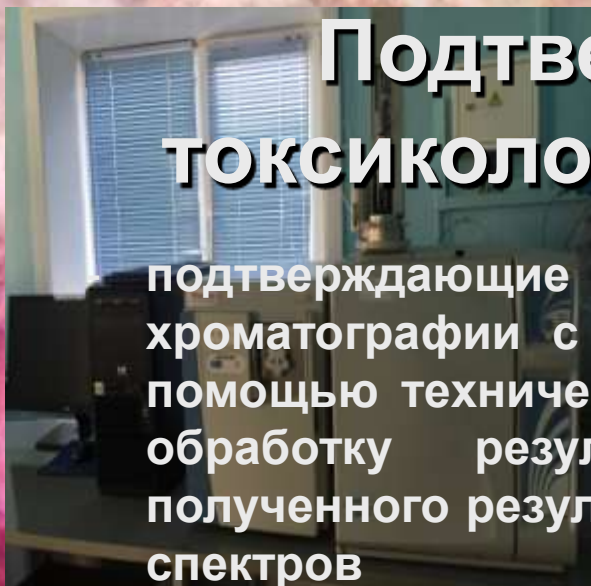 Подтве
токсиколо
подтверждающие
хроматографии с
помощью техниче
обработку резул
полученного резул
спектров